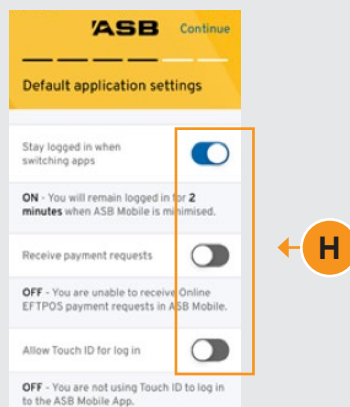 ASB Continue
Default application settings
Stay logged in when
switching apps
ON - You will remain logged in for 2
minutes when ASB Mobile is minimised.
Receive payment requests
H
OFF - You are unable to receive Online
EFTPOS payment requests in ASB Mobile.
Allow Touch ID for log in
OFF - You are not using Touch ID to log in
to the ASB Mobile App.